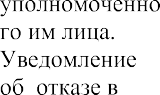 уполномоченно
го им лица.
Уведомление
об отказе в